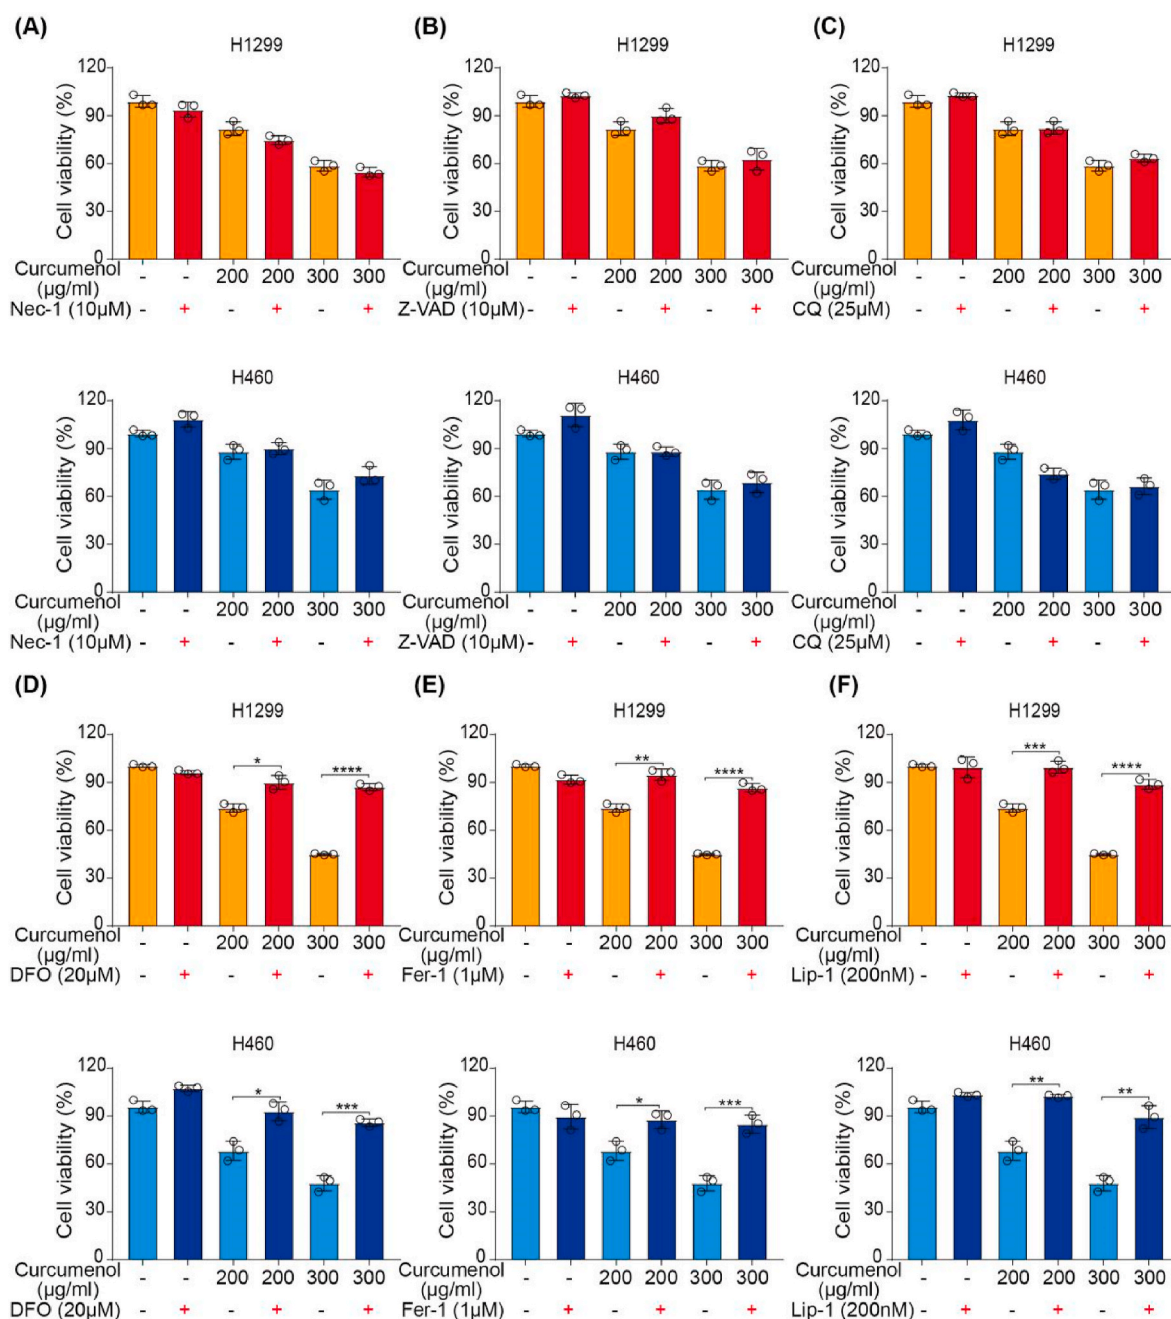 (A) (B) (C)
H1299 H1299 H1299
Cell viability (%) Cell viability (%) Cell viability (%)
120 120 120
90 90 90
60 60 60
30 30 30
0 0 0
Curcumenol - - 200 200 300 300 Curcumenol - - 200 200 300 300 Curcumenol - - 200 200 300 300
(µg/ml) (µg/ml) (µg/ml)
Nec-1 (10µM) - + - + - + Z-VAD (10µM) - + - + - + CQ (25µM) - + - + - +
H460 H460 H460
Cell viability (%) Cell viability (%) Cell viability (%)
120 120 120
90 90 90
60 60 60
30 30 30
0 0 0
Curcumenol - - 200 200 300 300 Curcumenol - - 200 200 300 300 Curcumenol - - 200 200 300 300
(µg/ml) (µg/ml) (µg/ml)
Nec-1 (10µM) - + - + - + Z-VAD (10µM) - + - + - + CQ (25µM) - + - + - +
(D) (E) (F)
H1299 H1299 H1299
Cell viability (%) Cell viability (%) Cell viability (%)
120 120 120
* **** ** **** *** ****
90 90 90
60 60 60
30 30 30
0 0 0
Curcumenol - - 200 200 300 300 Curcumenol - - 200 200 300 300 Curcumenol - - 200 200 300 300
(µg/ml) (µg/ml) (µg/ml)
DFO (20µM) - + - + - + Fer-1 (1µM) - + - + - + Lip-1 (200nM) - + - + - +
H460 H460 H460
Cell viability (%) Cell viability (%) Cell viability (%)
120 120 120
* *** * *** ** **
90 90 90
60 60 60
30 30 30
0 0 0
Curcumenol - - 200 200 300 300 Curcumenol - - 200 200 300 300 Curcumenol - - 200 200 300 300
(µg/ml) (µg/ml) (µg/ml)
DFO (20µM) - + - + - + Fer-1 (1µM) - + - + - + Lip-1 (200nM) - + - + - +